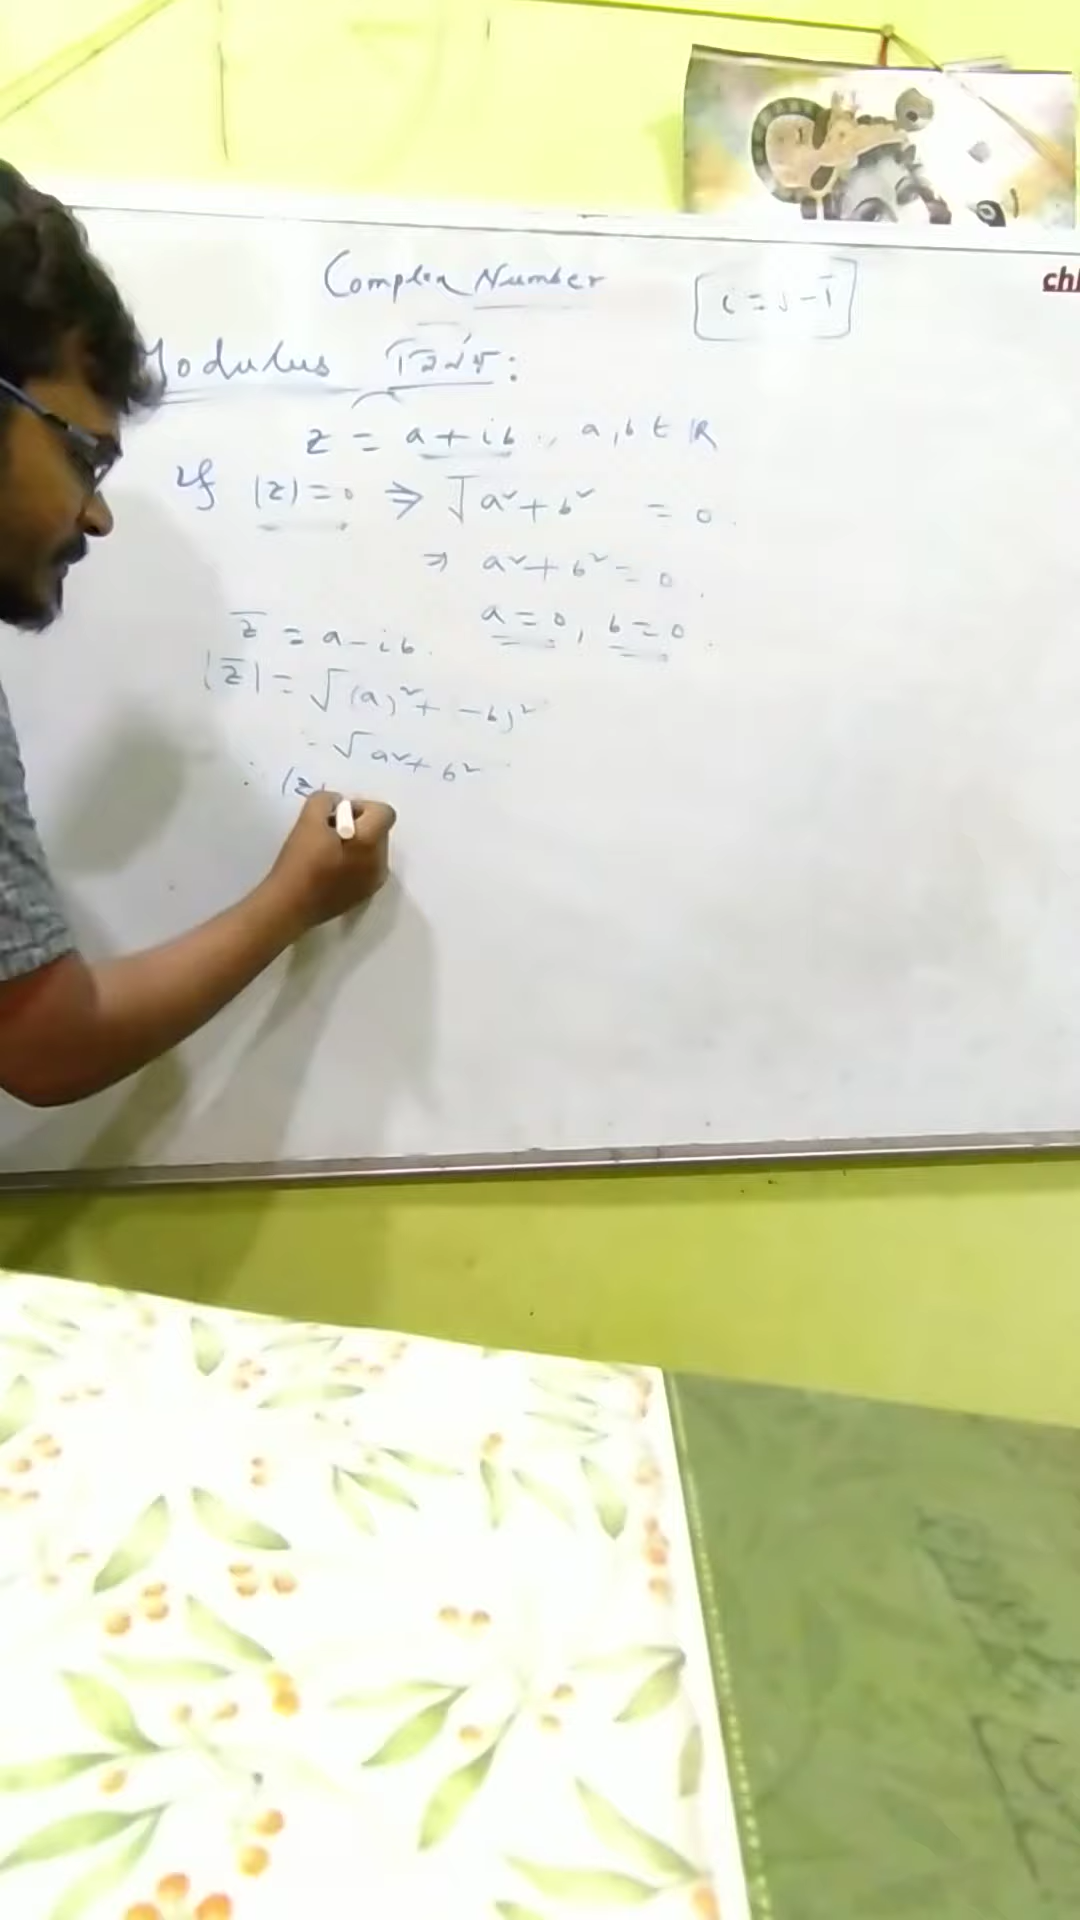 Complex Number
i = √-1
chl
Modulus
z = a + ib, a, b ∈ ℝ
If |z| = 0 ⇒ √a² + b² = 0
⇒ a² + b² = 0
a = 0, b = 0
z̅ = a - ib
|z̅| = √(a)² + -b)²
= √a² + b²
∴ |z|